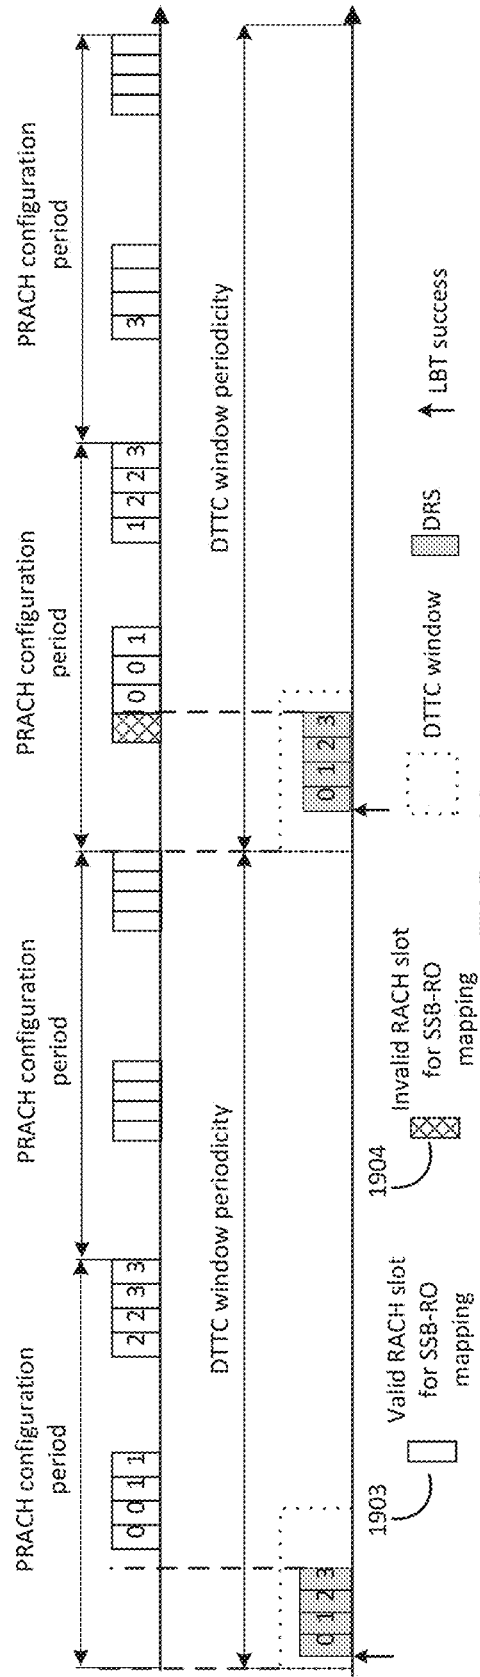 PRACH configuration
period
PRACH configuration
period
PRACH configuration
period
PRACH configuration
period
0 0 1 1
2 2 3 3
0 0 1
1 2 2 3
3
DTTC window periodicity
DTTC window periodicity
0 1 2 3
0 1 2 3
1903
Valid RACH slot
for SSB-RO
mapping
1904
Invalid RACH slot
for SSB-RO
mapping
DTTC window
DRS
LBT success